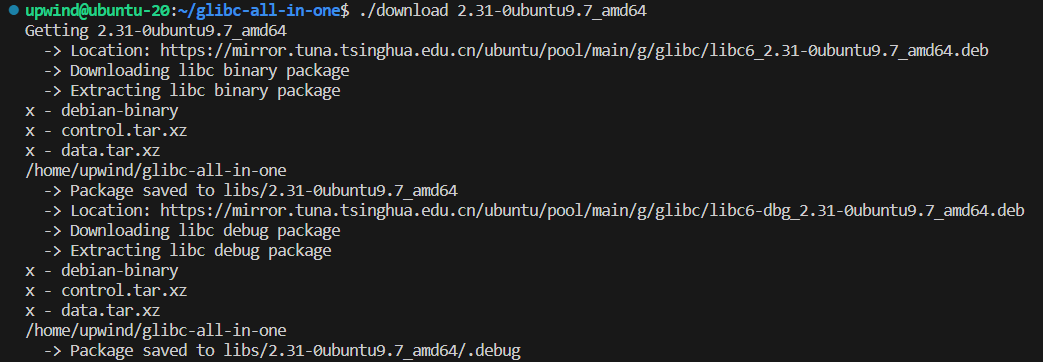 upwind@ubuntu-20:~/glibc-all-in-one$ ./download 2.31-0ubuntu9.7_amd64
Getting 2.31-0ubuntu9.7_amd64
  -> Location: https://mirror.tuna.tsinghua.edu.cn/ubuntu/pool/main/g/glibc/libc6_2.31-0ubuntu9.7_amd64.deb
  -> Downloading libc binary package
  -> Extracting libc binary package
x - debian-binary
x - control.tar.xz
x - data.tar.xz
/home/upwind/glibc-all-in-one
  -> Package saved to libs/2.31-0ubuntu9.7_amd64
  -> Location: https://mirror.tuna.tsinghua.edu.cn/ubuntu/pool/main/g/glibc/libc6-dbg_2.31-0ubuntu9.7_amd64.deb
  -> Downloading libc debug package
  -> Extracting libc debug package
x - debian-binary
x - control.tar.xz
x - data.tar.xz
/home/upwind/glibc-all-in-one
  -> Package saved to libs/2.31-0ubuntu9.7_amd64/.debug